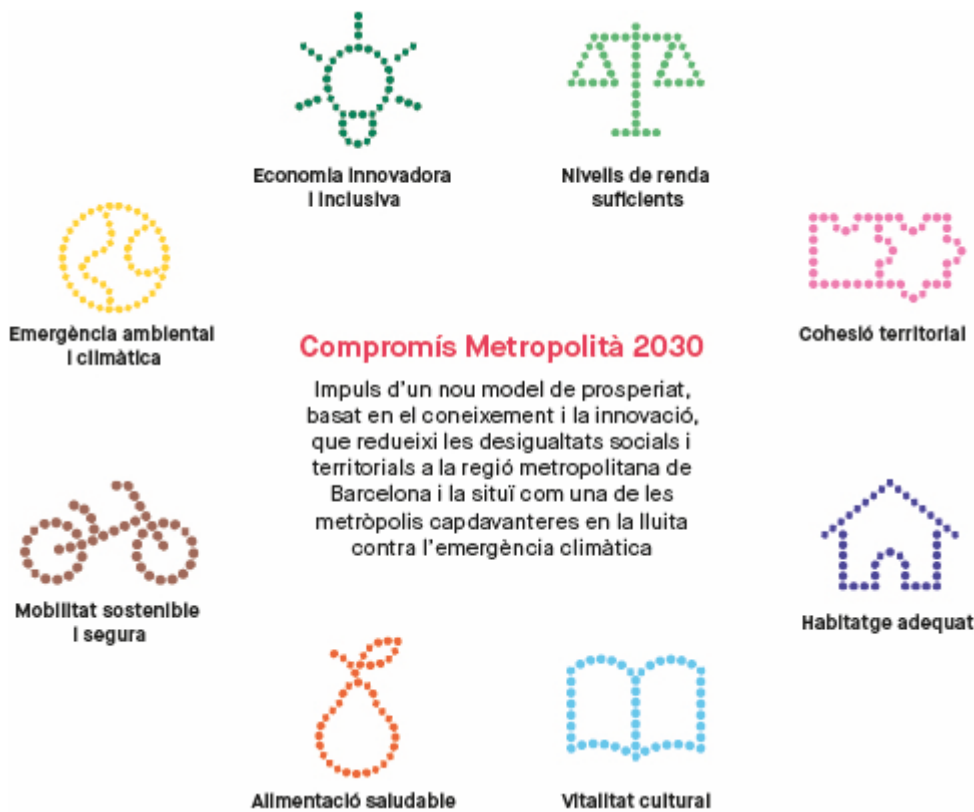 Economia innovadora
i inclusiva
Nivells de renda
suficients
Emergència ambiental
i climàtica
Cohesió territorial
Compromís Metropolità 2030
Impuls d'un nou model de prosperiat,
basat en el coneixement i la innovació,
que redueixi les desigualtats socials i
territorials a la regió metropolitana de
Barcelona i la situï com una de les
metròpolis capdavanteres en la lluita
contra l'emergència climàtica
Mobilitat sostenible
i segura
Habitatge adequat
Alimentació saludable
Vitalitat cultural